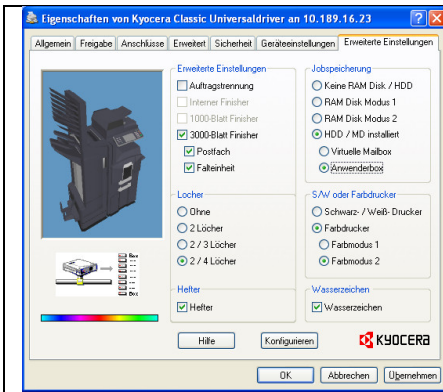 Eigenschaften von Kyocera Classic Universaldriver an 10.189.16.23
Allgemein Freigabe Anschlüsse Erweitert Sicherheit Geräteeinstellungen Erweiterte Einstellungen
Erweiterte Einstellungen
Auftragstrennung
Interner Finisher
1000-Blatt Finisher
3000-Blatt Finisher
Postfach
Falteinheit
Jobspeicherung
Keine RAM Disk / HDD
RAM Disk Modus 1
RAM Disk Modus 2
HDD / MD installiert
Virtuelle Mailbox
Anwenderbox
Locher
Ohne
2 Löcher
2 / 3 Löcher
2 / 4 Löcher
S/W oder Farbdrucker
Schwarz- / Weiß- Drucker
Farbdrucker
Farbmodus 1
Farbmodus 2
Hefter
Hefter
Wasserzeichen
Wasserzeichen
Hilfe
Konfigurieren
KYOCERA
OK
Abbrechen
Übernehmen